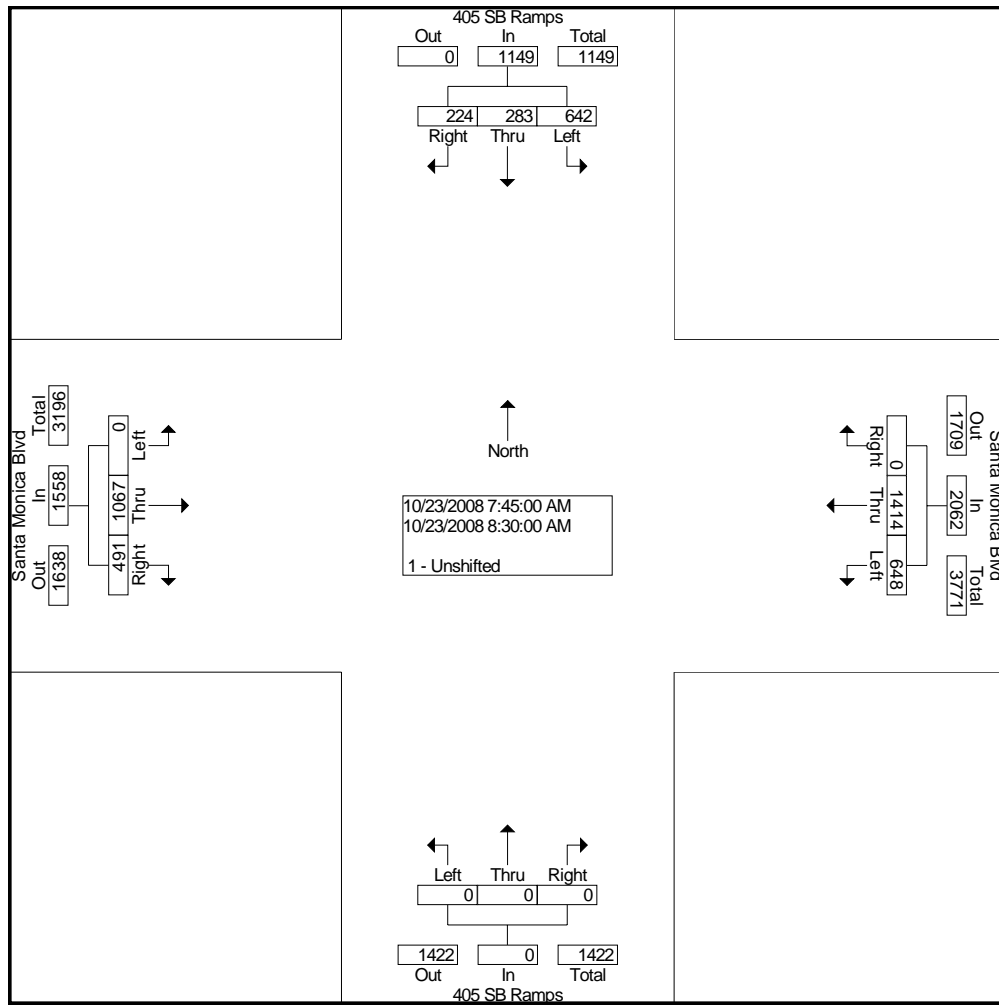 405 SB Ramps
Out In Total
0 1149 1149
224 283 642
Right Thru Left
Santa Monica Blvd
Total In Out
3196 1558 1638
0 1067 491
Left Thru Right
North
10/23/2008 7:45:00 AM
10/23/2008 8:30:00 AM
1 - Unshifted
Right Thru Left
0 1414 648
Out In Total
1709 2062 3771
Santa Monica Blvd
Left Thru Right
0 0 0
1422 0 1422
Out In Total
405 SB Ramps